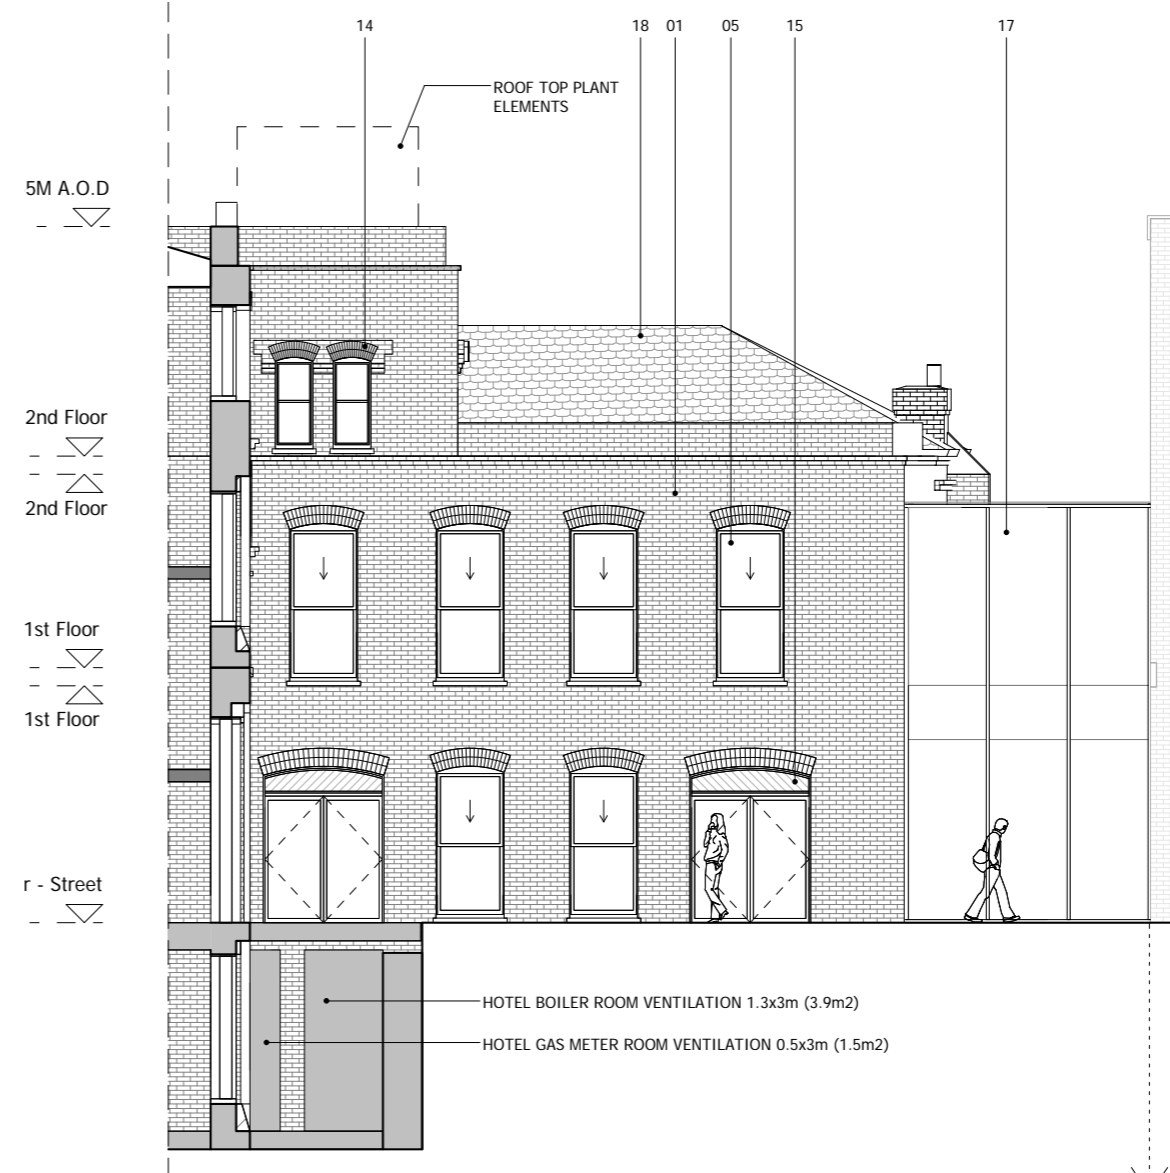 14
18
01
05
15
17
ROOF TOP PLANT
ELEMENTS
5M A.O.D
2nd Floor
2nd Floor
1st Floor
1st Floor
r - Street
HOTEL BOILER ROOM VENTILATION 1.3x3m (3.9m2)
HOTEL GAS METER ROOM VENTILATION 0.5x3m (1.5m2)